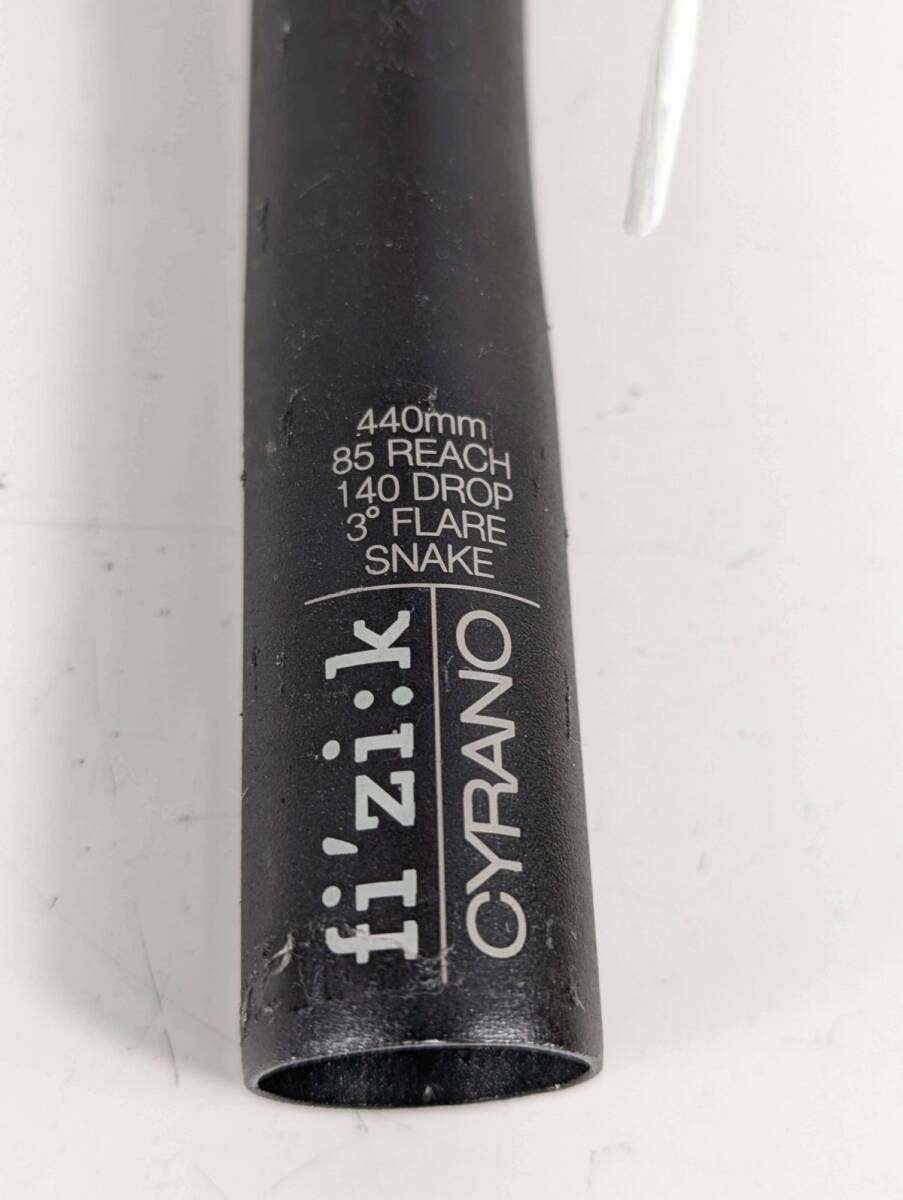 440mm
85 REACH
140 DROP
3° FLARE
SNAKE
fi'zi:k
CYRANO